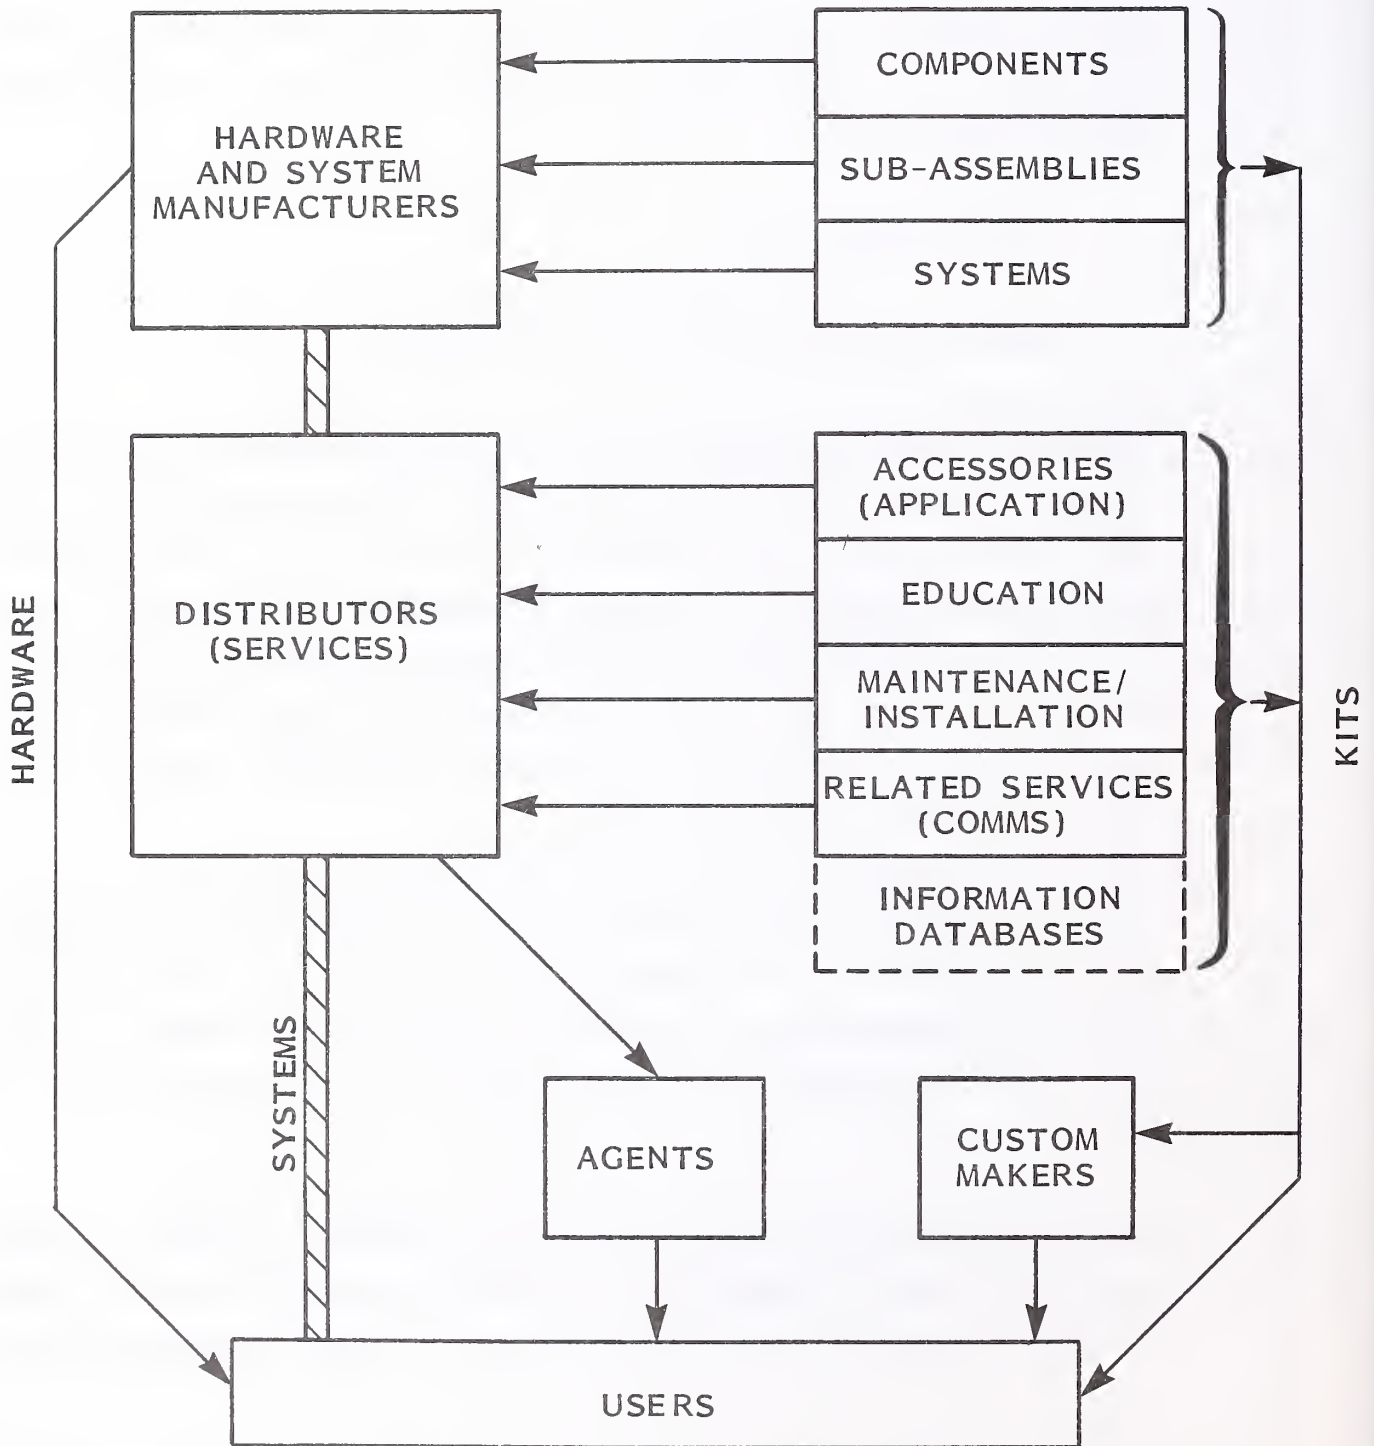 HARDWARE
AND SYSTEM
MANUFACTURERS
COMPONENTS
SUB-ASSEMBLIES
SYSTEMS
DISTRIBUTORS
(SERVICES)
ACCESSORIES
(APPLICATION)
EDUCATION
MAINTENANCE/
INSTALLATION
RELATED SERVICES
(COMMS)
INFORMATION
DATABASES
HARDWARE
KITS
SYSTEMS
AGENTS
CUSTOM
MAKERS
USERS